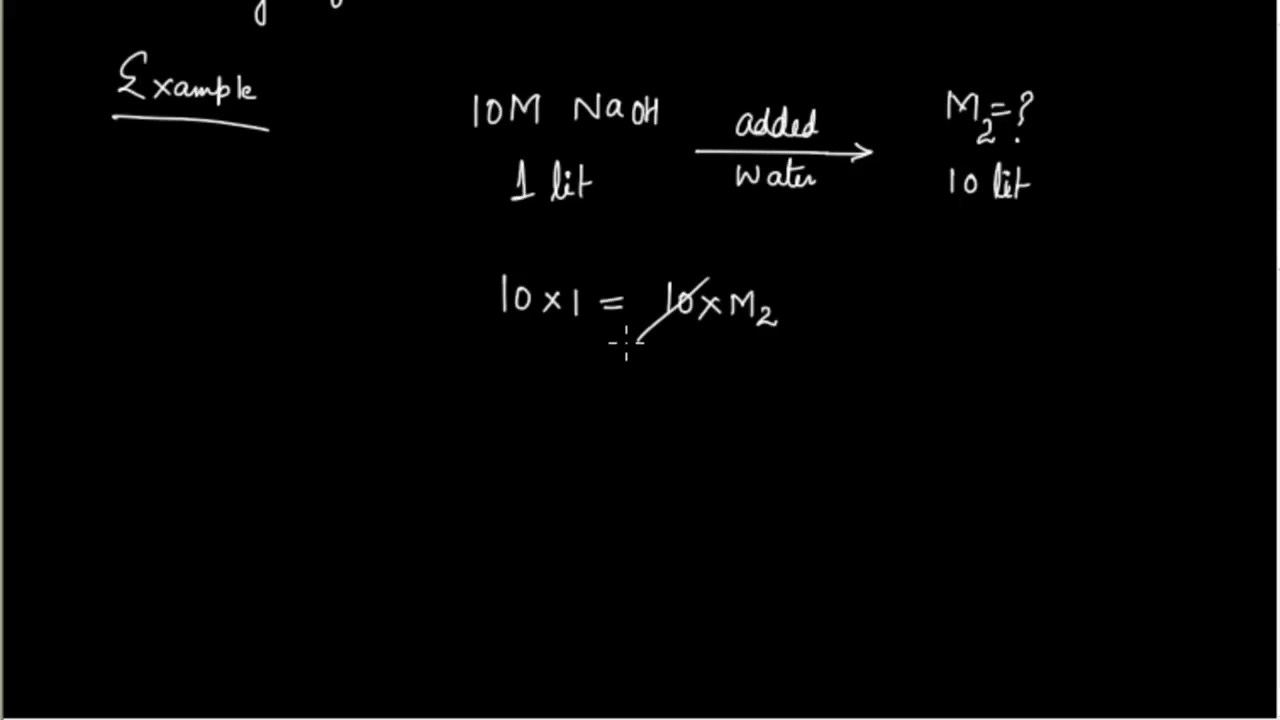 Example
10M NaOH added M₂=?
1 lit water 10 lit
10 × 1 = 10 × M₂